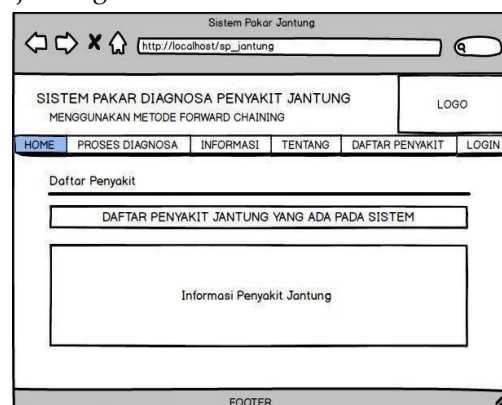 Sistem Pakar Jantung
http://localhost/sp_jantung
SISTEM PAKAR DIAGNOSA PENYAKIT JANTUNG
MENGGUNAKAN METODE FORWARD CHAINING
LOGO
HOME PROSES DIAGNOSA INFORMASI TENTANG DAFTAR PENYAKIT LOGIN
Daftar Penyakit
DAFTAR PENYAKIT JANTUNG YANG ADA PADA SISTEM
Informasi Penyakit Jantung
FOOTER